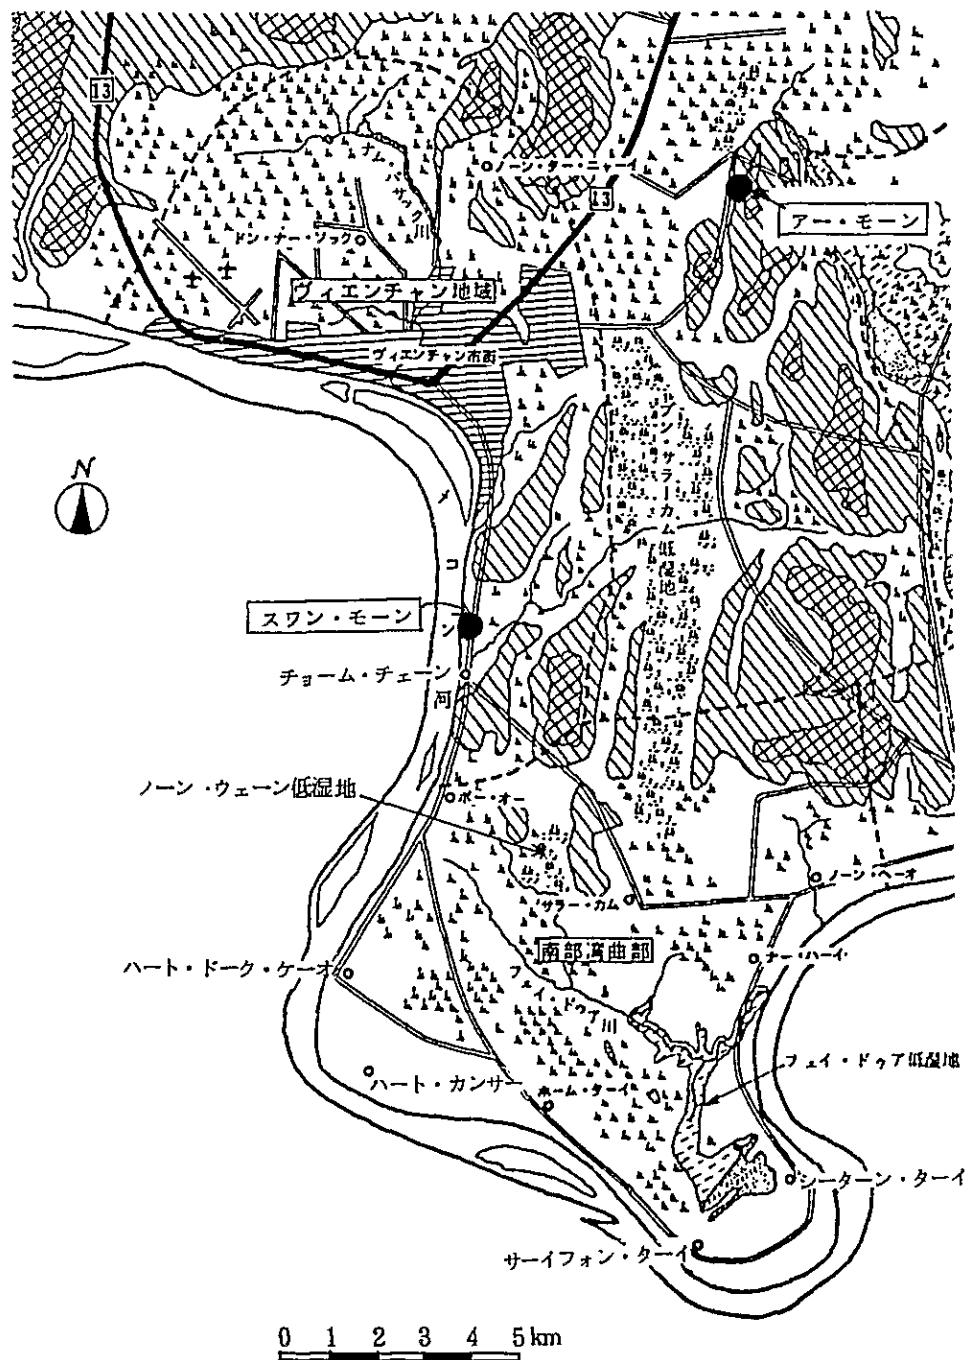 13
ナム・パサック川
ノーン・ター・ニャーイ
13
アー・モーン
ドン・ナー・ソック
ヴィエンチャン地域
ヴィエンチャン市街
ブン・サラーカム低湿地
N
メコン河
スワン・モーン
チョーム・チェーン
ノーン・ウェーン低湿地
ボー・オー
ノーン・ヘーオ
サラー・カム
南部湾曲部
ナー・ハーイ
ハート・ドーク・ケーオ
フェイ・ドゥア川
フェイ・ドゥア低湿地
ハート・カンサー
ホーム・ターイ
シーターン・ターイ
サーイフォン・ターイ
0 1 2 3 4 5km